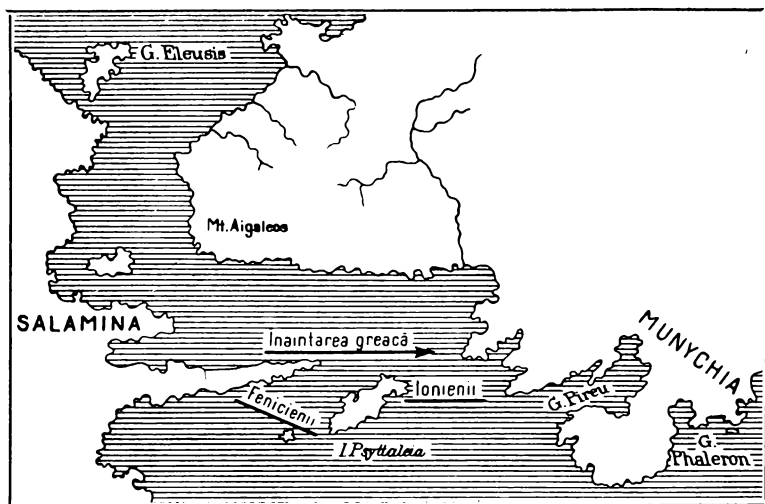 G. Eleusis
Mt. Aigaleos
SALAMINA
Inaintarea greacă
MUNYCHIA
Fenicienii
Ionienii
G. Pireu
I Psyttaleia
G.
Phaleron